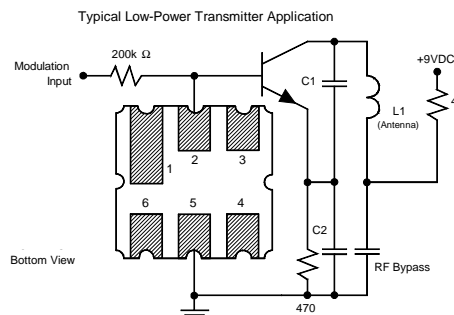 Typical Low-Power Transmitter Application
200k Ω
Modulation
Input
C1
+9VDC
L1
(Antenna)
4
1
2
3
6
5
4
C2
Bottom View
RF Bypass
470